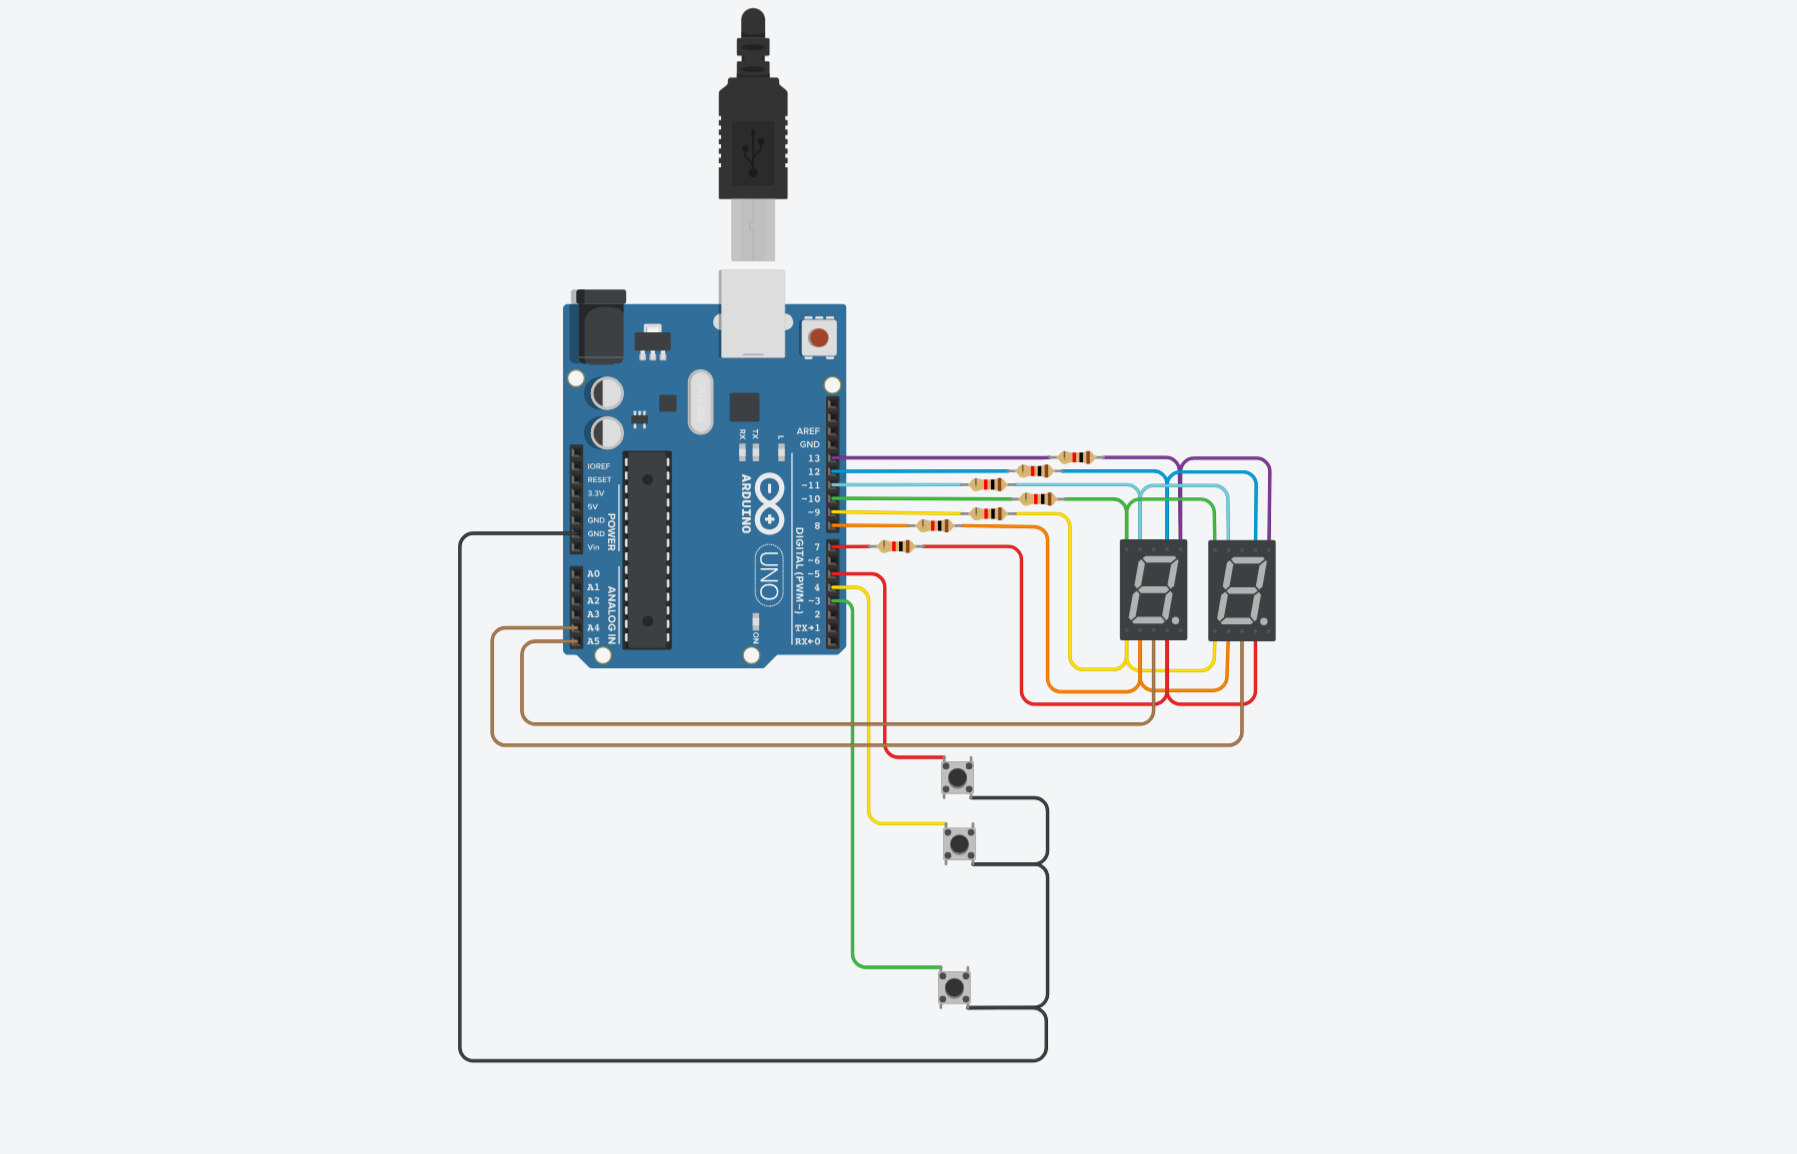 AREF
GND
13
12
~11
~10
~9
8
7
~6
~5
4
~3
2
TX→1
RX←0
DIGITAL (PWM~)
RX
TX
L
ARDUINO
UNO
ON
IOREF
RESET
3.3V
5V
GND
GND
Vin
POWER
A0
A1
A2
A3
A4
A5
ANALOG IN
8.
8.